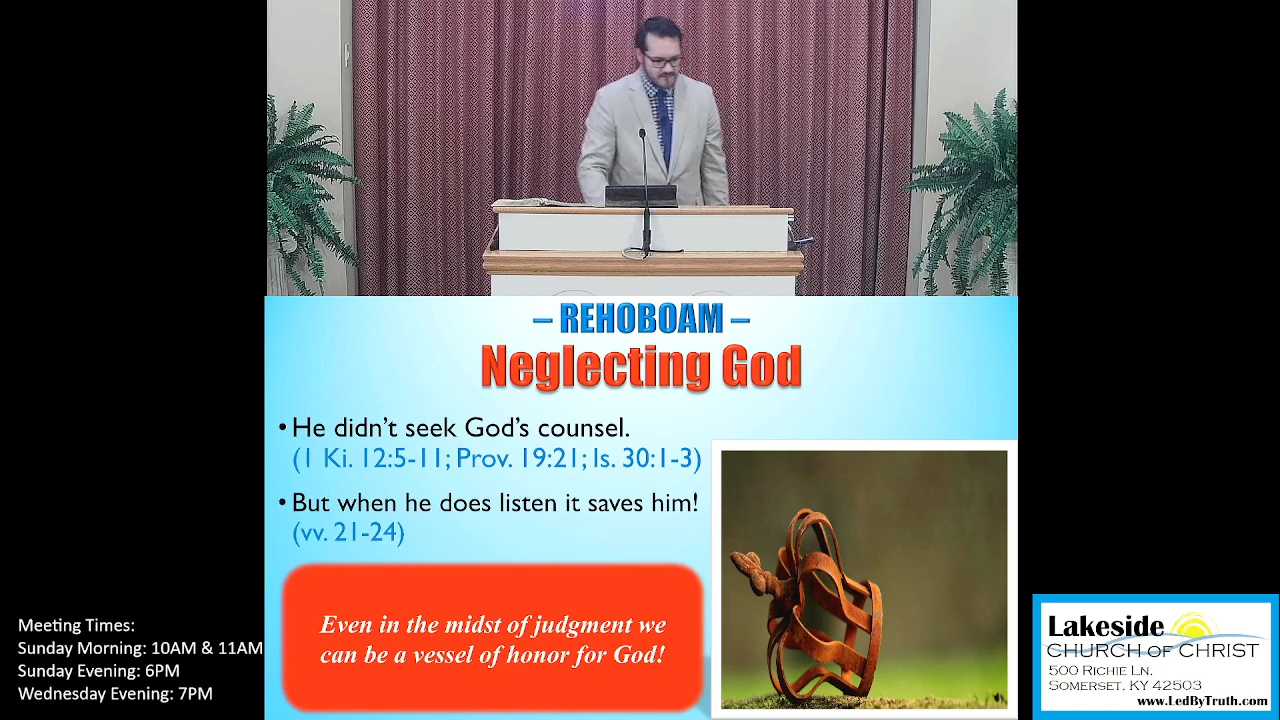 – REHOBOAM –
Neglecting God
• He didn't seek God's counsel.
(1 Ki. 12:5-11; Prov. 19:21; Is. 30:1-3)
• But when he does listen it saves him!
(vv. 21-24)
Even in the midst of judgment we
can be a vessel of honor for God!
Meeting Times:
Sunday Morning: 10AM & 11AM
Sunday Evening: 6PM
Wednesday Evening: 7PM
Lakeside
CHURCH OF CHRIST
500 RICHIE LN.
SOMERSET, KY 42503
www.LedByTruth.com